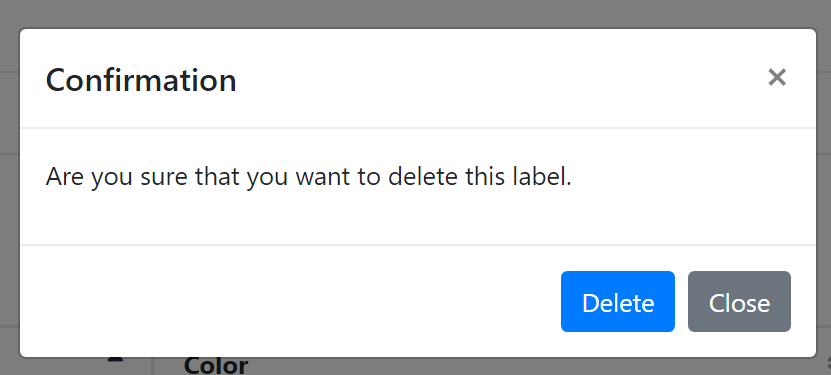 Confirmation ×
Are you sure that you want to delete this label.
Delete Close
Color